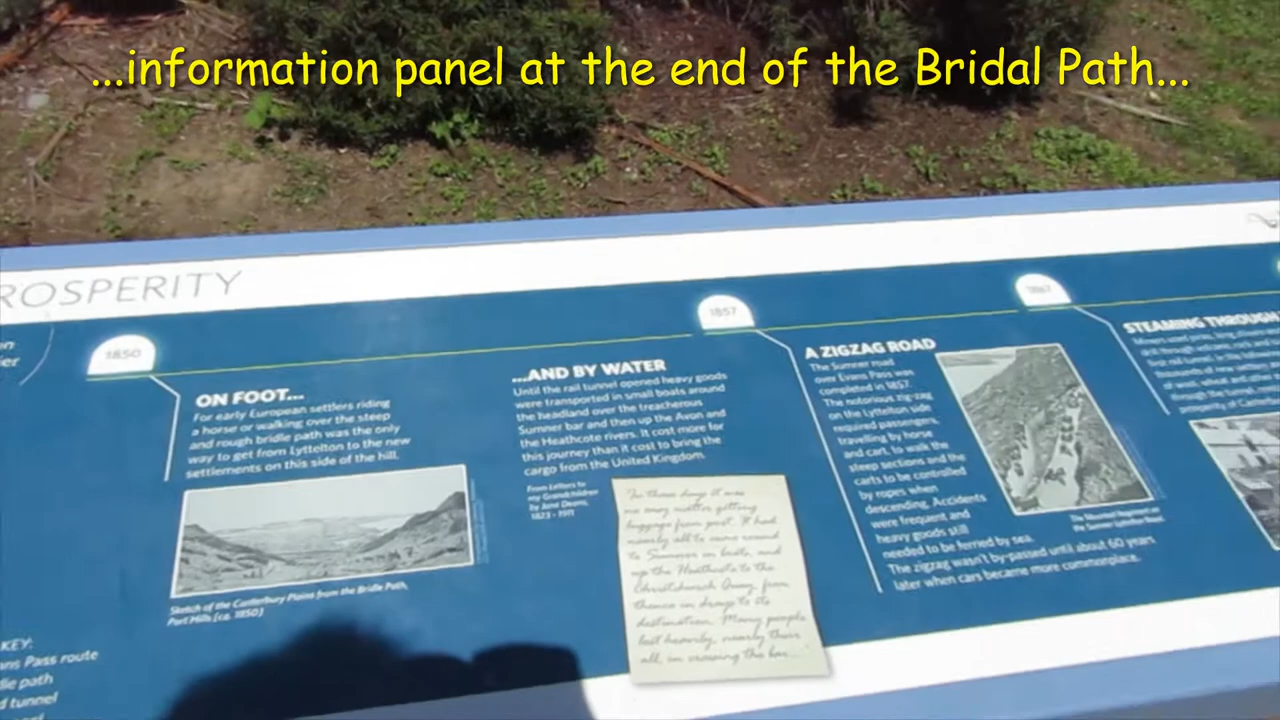 ...information panel at the end of the Bridal Path...
ROSPERITY
1850
ON FOOT...
For early European settlers riding
a horse or walking over the steep
and rough bridle path was the only
way to get from Lyttelton to the new
settlements on this side of the hill.
Sketch of the Canterbury Plains from the Bridle Path,
Port Hills [ca. 1850]
...AND BY WATER
Until the rail tunnel opened heavy goods
were transported in small boats around
the headland over the treacherous
Sumner bar and then up the Avon and
the Heathcote rivers. It cost more for
this journey than it cost to bring the
cargo from the United Kingdom.
From Letters to
my Grandchildren
by Jane Deans,
1823 - 1911
In those days it was
no easy matter getting
luggage from port. It had
nearly all to come round
to Sumner in boats, and
up the Heathcote to the
Christchurch Quay, from
thence in drays to its
destination. Many people
lost heavily, nearly their
all, in crossing the bar...
1857
A ZIGZAG ROAD
The Sumner road
over Evans Pass was
completed in 1857.
The notorious zig-zag
on the Lyttelton side
required passengers,
travelling by horse
and cart, to walk the
steep sections and the
carts to be controlled
by ropes when
descending. Accidents
were frequent and
heavy goods still
needed to be ferried by sea.
The zigzag wasn't by-passed until about 60 years
later when cars became more commonplace.
1867
STEAMING THROUGH
KEY:
ans Pass route
dle path
d tunnel